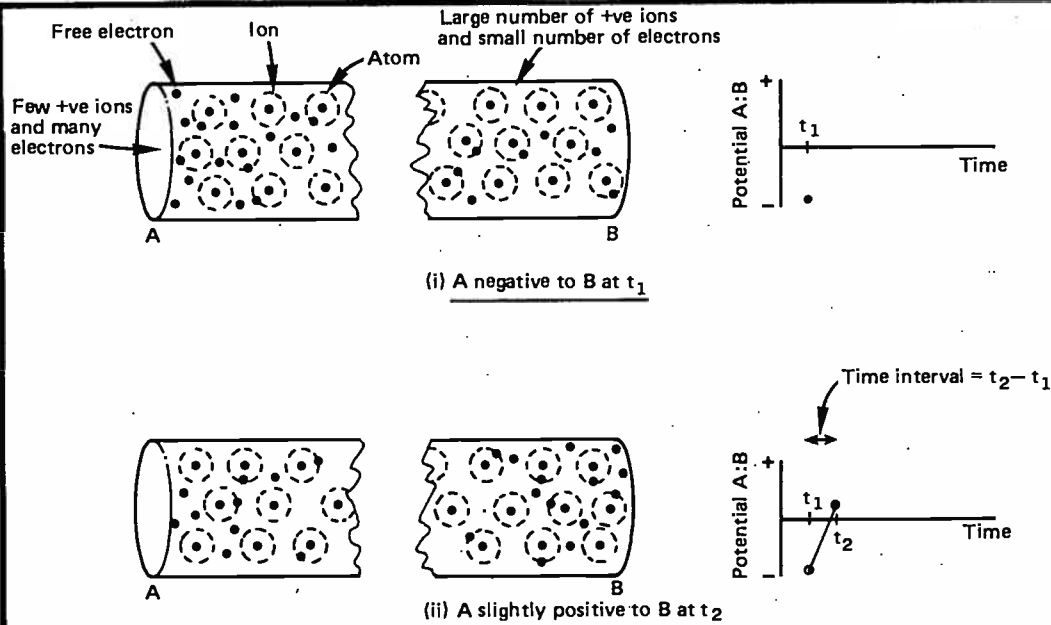 Free electron
Ion
Atom
Large number of +ve ions
and small number of electrons
Few +ve ions
and many
electrons
A
B
+
t1
Potential A:B
Time
−
(i) A negative to B at t1
Time interval = t2 − t1
+
t1
Potential A:B
t2
Time
−
A
B
(ii) A slightly positive to B at t2